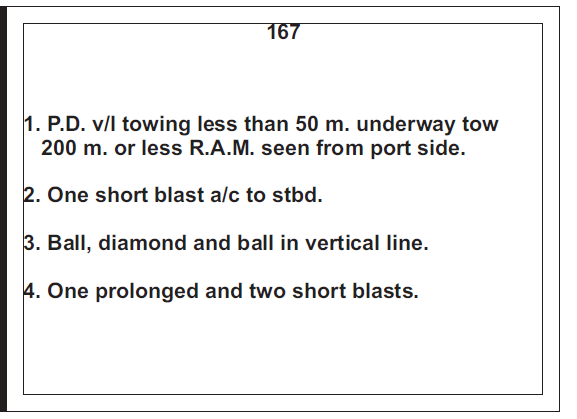 167
1. P.D. v/l towing less than 50 m. underway tow
200 m. or less R.A.M. seen from port side.
2. One short blast a/c to stbd.
3. Ball, diamond and ball in vertical line.
4. One prolonged and two short blasts.